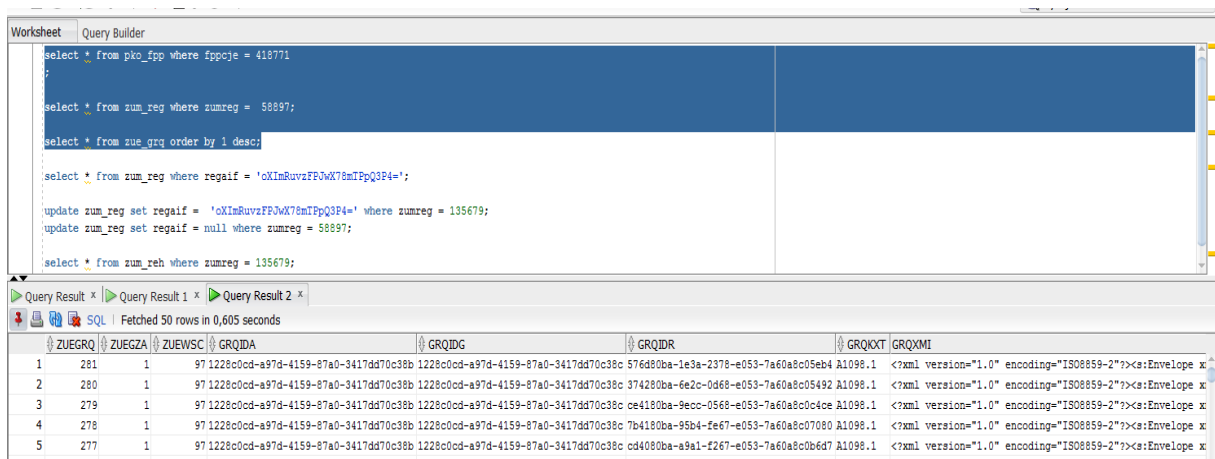 Worksheet Query Builder
select * from pko_fpp where fppcje = 418771
;
select * from zum_reg where zumreg =  58897;
select * from zue_grq order by 1 desc;
select * from zum_reg where regaif = 'oXImRuvzFPJwX78mTPpQ3P4=';
update zum_reg set regaif =  'oXImRuvzFPJwX78mTPpQ3P4=' where zumreg = 135679;
update zum_reg set regaif = null where zumreg = 58897;
select * from zum_reh where zumreg = 135679;
Query Result x Query Result 1 x Query Result 2 x
SQL | Fetched 50 rows in 0,605 seconds
ZUEGRQ ZUEGZA ZUEWSC GRQIDA GRQIDG GRQIDR GRQKXT GRQXMI
1 281 1 97 1228c0cd-a97d-4159-87a0-3417dd70c38b 1228c0cd-a97d-4159-87a0-3417dd70c38c 576d80ba-1e3a-2378-e053-7a60a8c05eb4 A1098.1 <?xml version="1.0" encoding="ISO8859-2"?><s:Envelope x
2 280 1 97 1228c0cd-a97d-4159-87a0-3417dd70c38b 1228c0cd-a97d-4159-87a0-3417dd70c38c 374280ba-6e2c-0d68-e053-7a60a8c05492 A1098.1 <?xml version="1.0" encoding="ISO8859-2"?><s:Envelope x
3 279 1 97 1228c0cd-a97d-4159-87a0-3417dd70c38b 1228c0cd-a97d-4159-87a0-3417dd70c38c ce4180ba-9ecc-0568-e053-7a60a8c0c4ce A1098.1 <?xml version="1.0" encoding="ISO8859-2"?><s:Envelope x
4 278 1 97 1228c0cd-a97d-4159-87a0-3417dd70c38b 1228c0cd-a97d-4159-87a0-3417dd70c38c 7b4180ba-95b4-fe67-e053-7a60a8c07080 A1098.1 <?xml version="1.0" encoding="ISO8859-2"?><s:Envelope x
5 277 1 97 1228c0cd-a97d-4159-87a0-3417dd70c38b 1228c0cd-a97d-4159-87a0-3417dd70c38c cd4080ba-a9a1-f267-e053-7a60a8c0b6d7 A1098.1 <?xml version="1.0" encoding="ISO8859-2"?><s:Envelope x